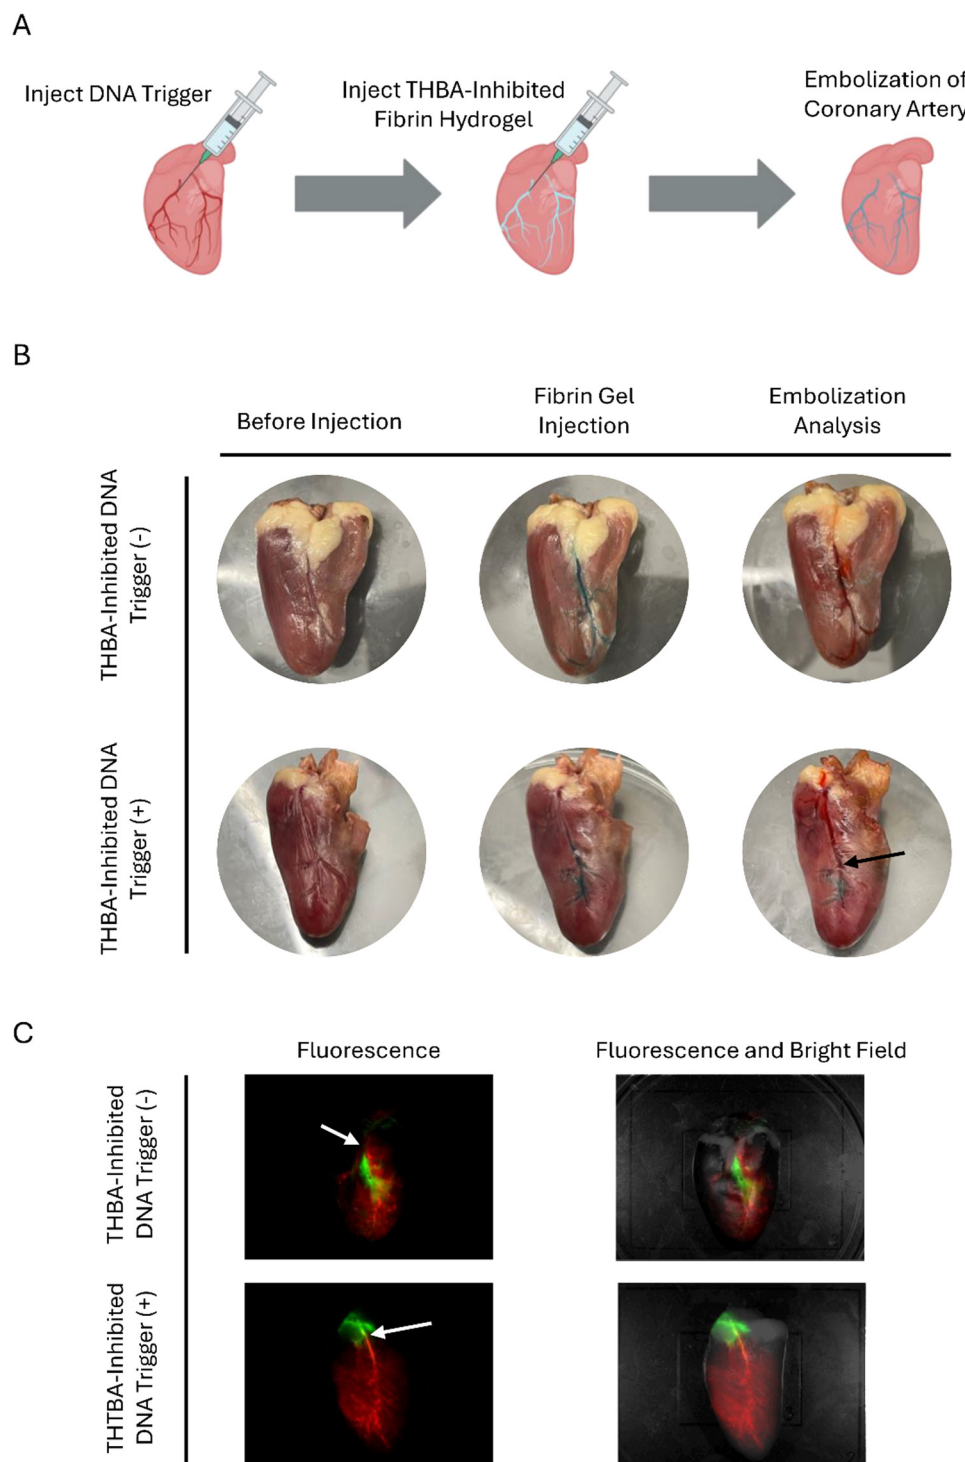 A
Inject DNA Trigger
Inject THBA-Inhibited
Fibrin Hydrogel
Embolization of
Coronary Artery
B
Before Injection
Fibrin Gel
Injection
Embolization
Analysis
THBA-Inhibited DNA
Trigger (-)
THBA-Inhibited DNA
Trigger (+)
C
Fluorescence
Fluorescence and Bright Field
THBA-Inhibited
DNA Trigger (-)
THTBA-Inhibited
DNA Trigger (+)